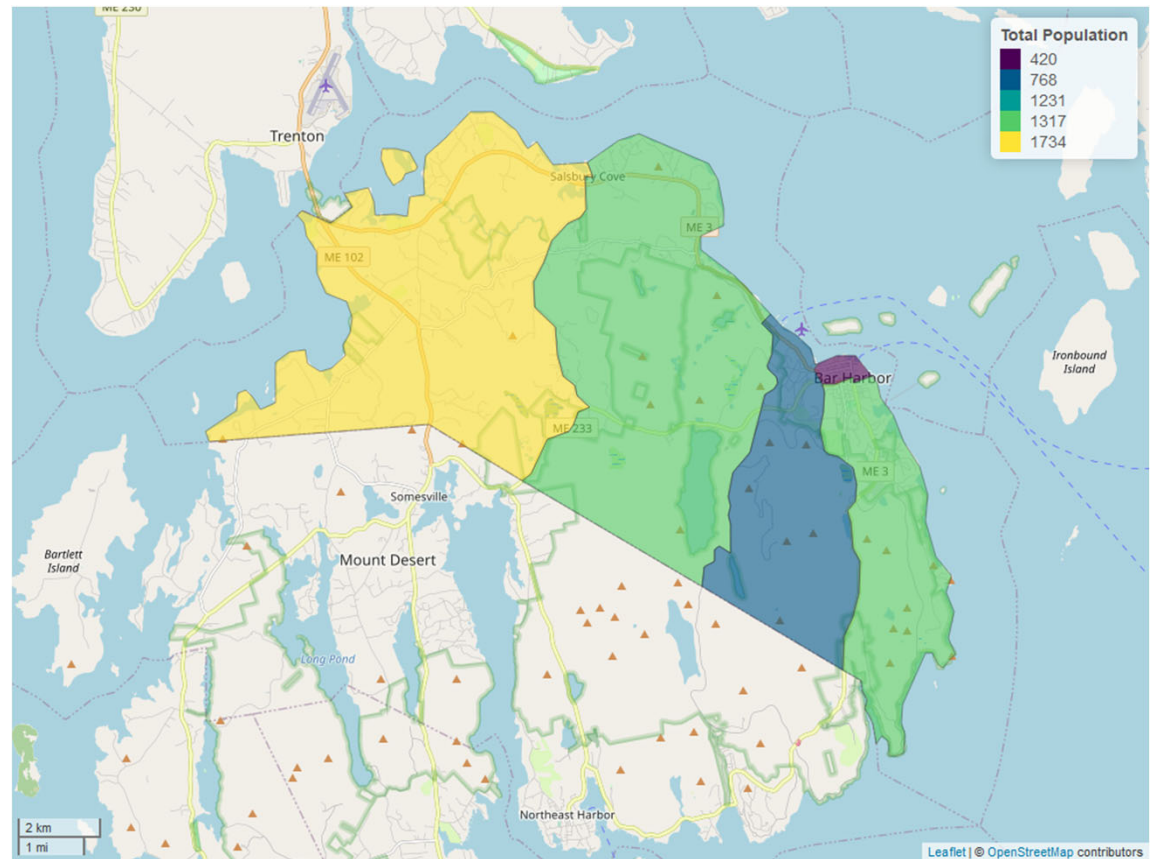 ME 230
Total Population
420
768
1231
1317
1734
Trenton
Salsbury Cove
ME 3
ME 102
Ironbound
Island
Bar Harbor
ME 233
ME 3
Somesville
Bartlett
Island
Mount Desert
Long Pond
Northeast Harbor
2 km
1 mi
Leaflet | © OpenStreetMap contributors